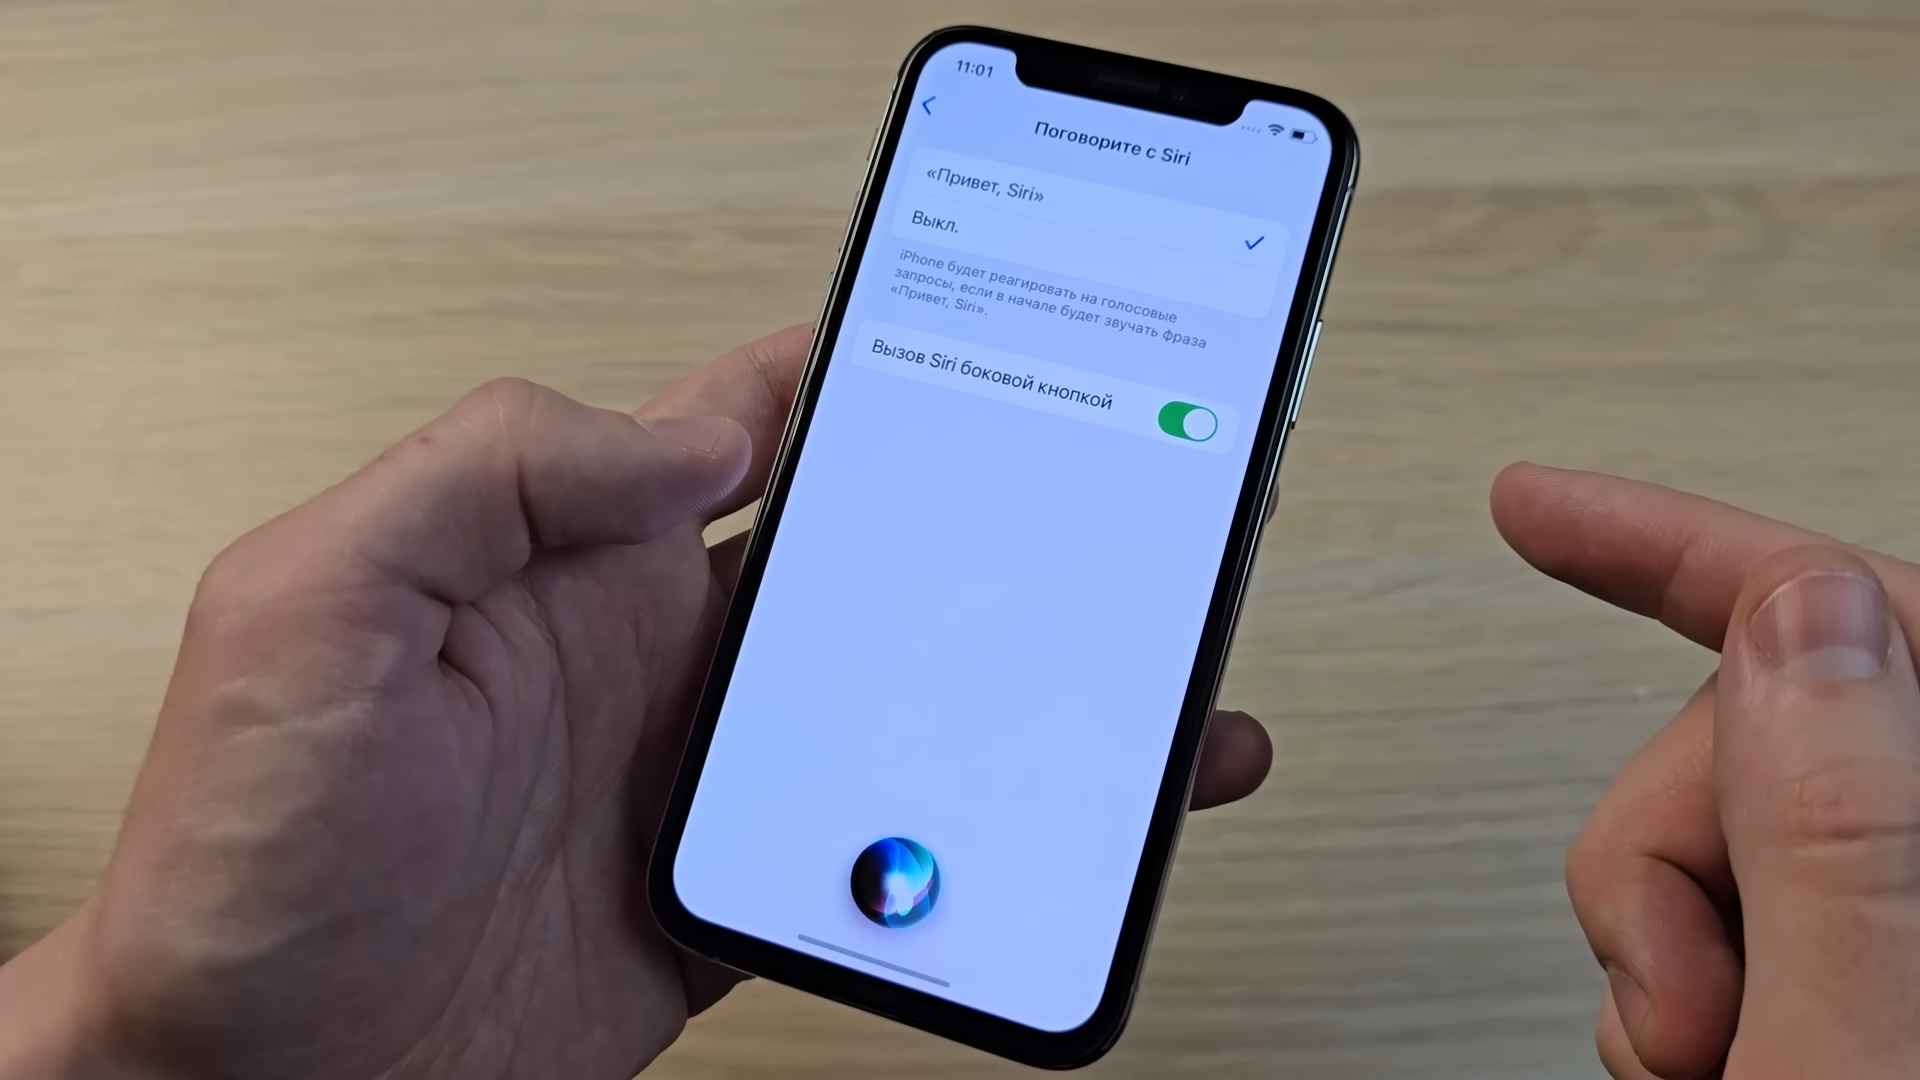 11:01
Поговорите с Siri
«Привет, Siri»
Выкл.
iPhone будет реагировать на голосовые
запросы, если в начале будет звучать фраза
«Привет, Siri».
Вызов Siri боковой кнопкой